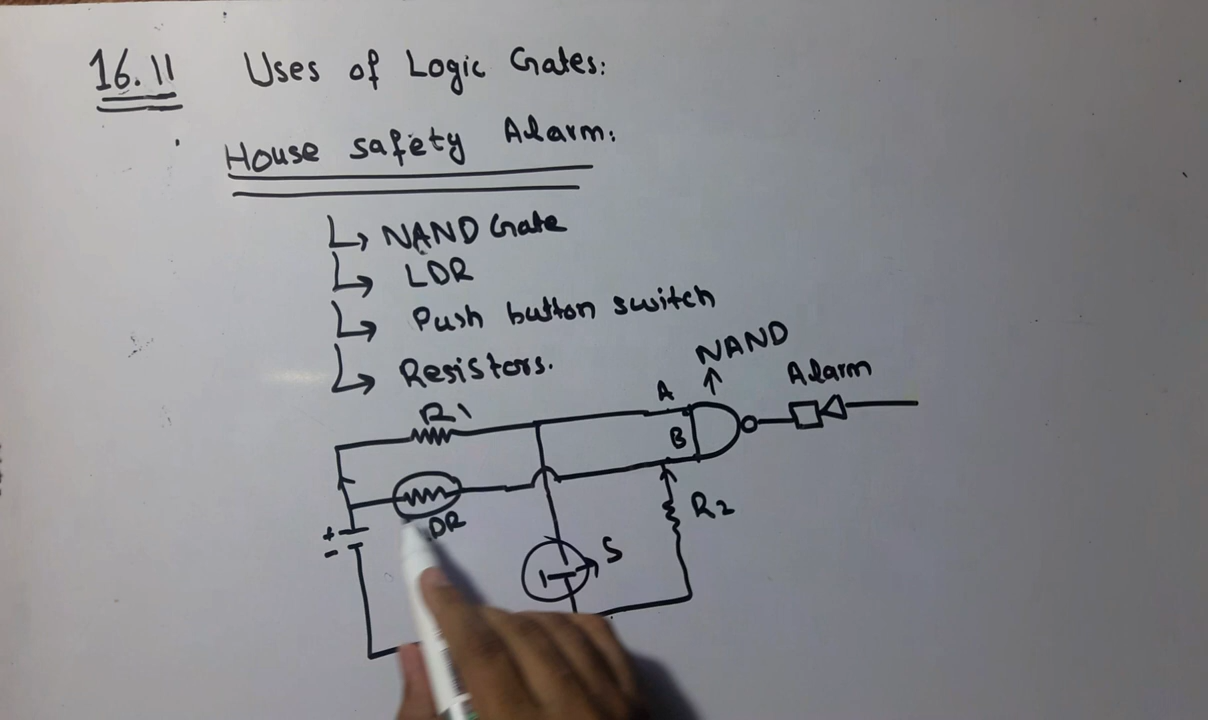 16.11 Uses of Logic Gates:
House safety Alarm:
NAND Gate
LDR
Push button switch
Resistors.
NAND
Alarm
R1
A
B
DR
R2
S
+
-